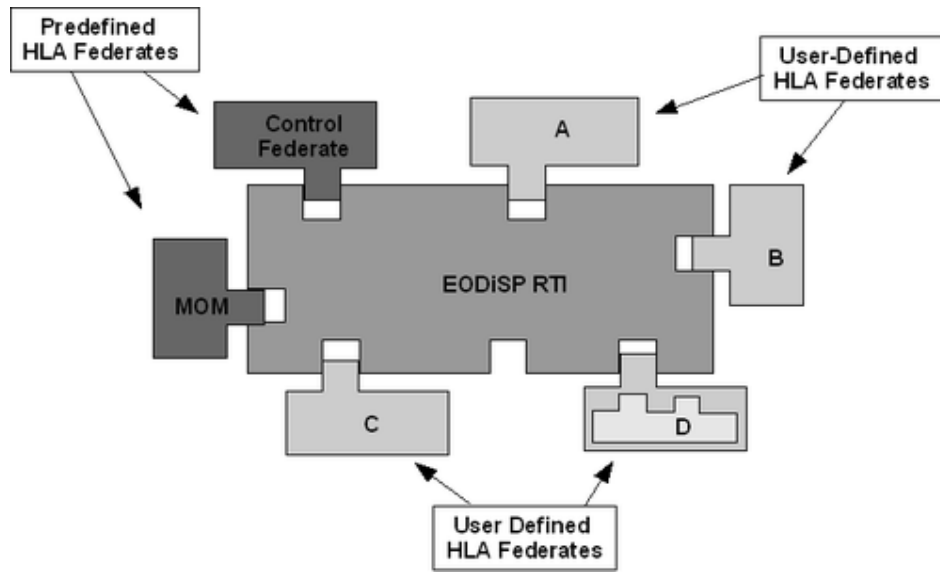 Predefined
HLA Federates
User-Defined
HLA Federates
Control
Federate
A
B
EODiSP RTI
MOM
C
D
User Defined
HLA Federates